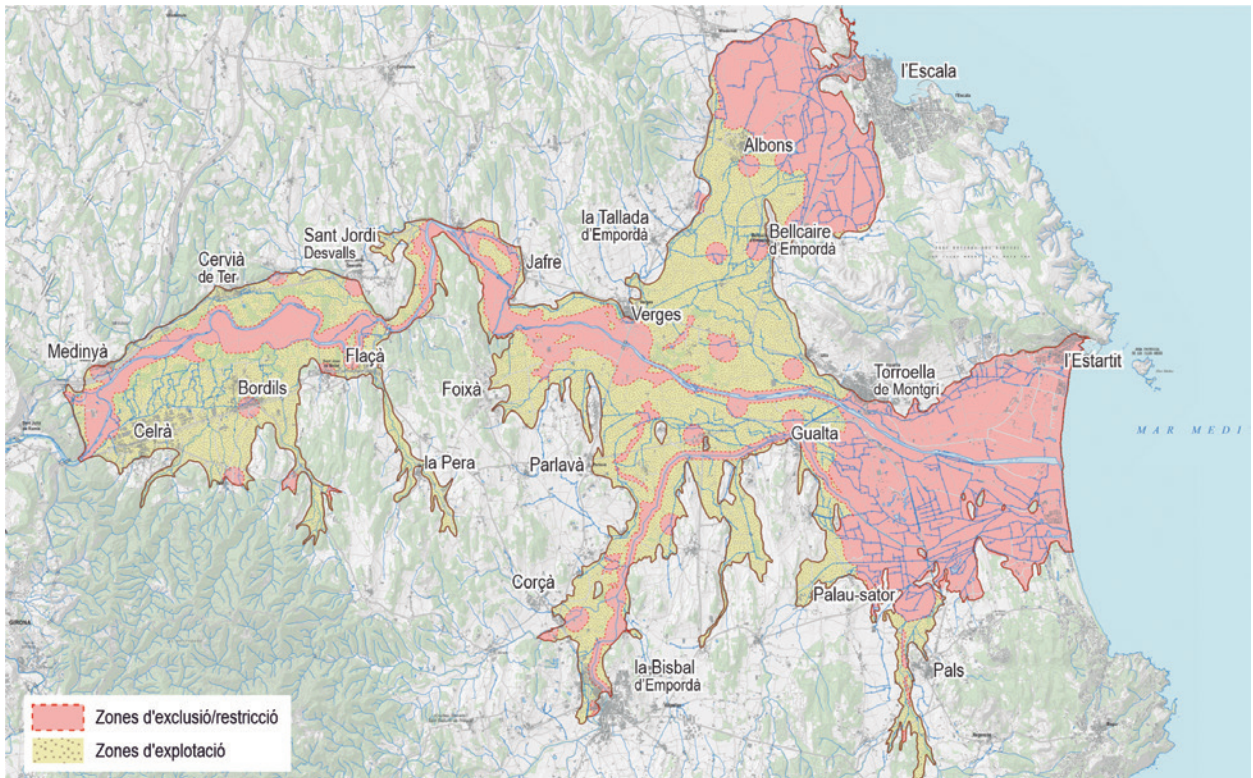 l'Escala
l'Escala
Albons
la Tallada
d'Empordà
Bellcaire
d'Empordà
Sant Jordi
Desvalls
Cervià
de Ter
Jafre
Verges
Medinyà
Flaçà
l'Estartit
Torroella
de Montgrí
Bordils
Foixà
Celrà
Gualta
MAR MEDI
la Pera
Parlavà
Corçà
Palau-sator
GIRONA
la Bisbal
d'Empordà
Pals
Zones d'exclusió/restricció
Zones d'explotació